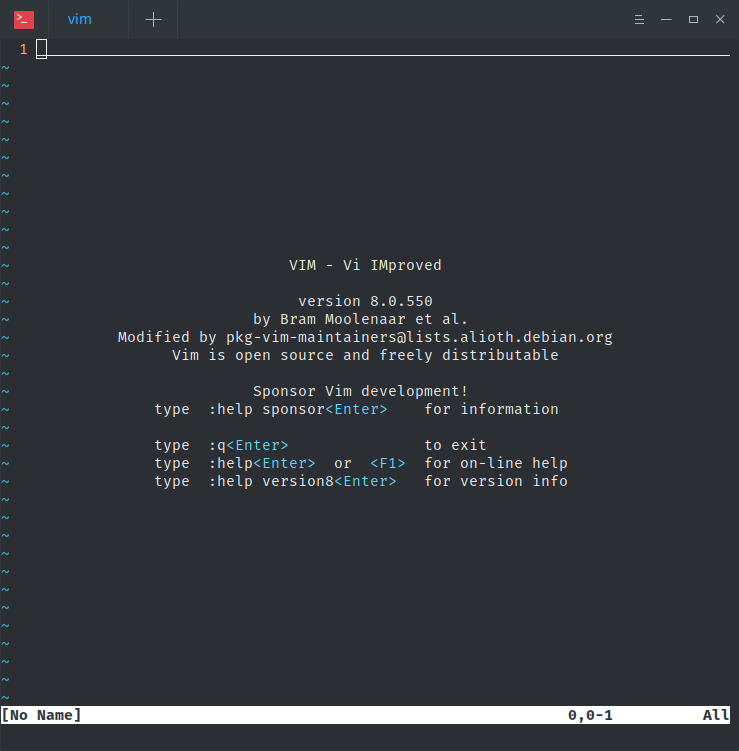 >_ vim
1
~
~
~
~
~
~
~
~
~
~
~
~ VIM - Vi IMproved
~
~ version 8.0.550
~ by Bram Moolenaar et al.
~ Modified by pkg-vim-maintainers@lists.alioth.debian.org
~ Vim is open source and freely distributable
~
~ Sponsor Vim development!
~ type :help sponsor<Enter> for information
~
~ type :q<Enter> to exit
~ type :help<Enter> or <F1> for on-line help
~ type :help version8<Enter> for version info
~
~
~
~
~
~
~
~
~
~
~
~
[No Name] 0,0-1 All